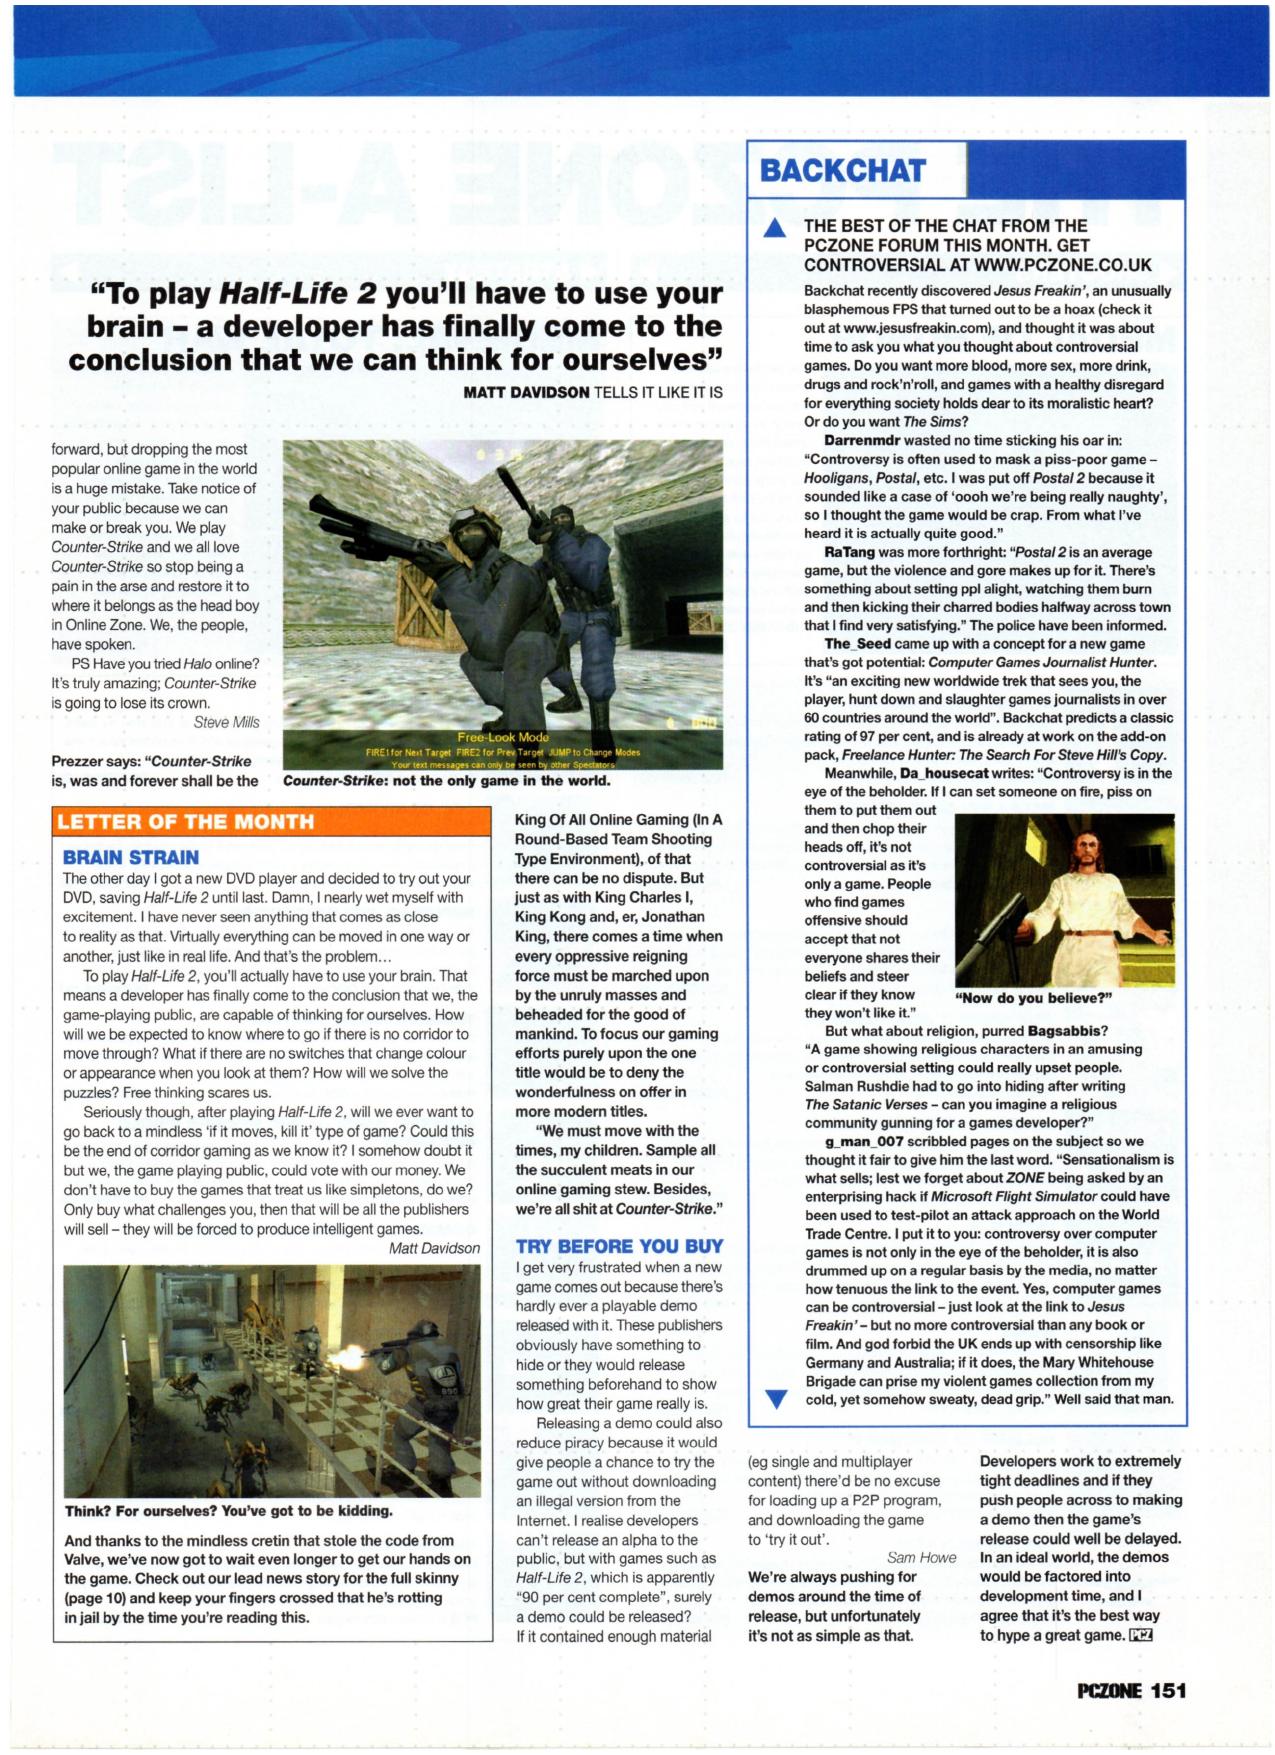 “To play Half-Life 2 you’ll have to use your
brain – a developer has finally come to the
conclusion that we can think for ourselves”
MATT DAVIDSON TELLS IT LIKE IT IS
forward, but dropping the most
popular online game in the world
is a huge mistake. Take notice of
your public because we can
make or break you. We play
Counter-Strike and we all love
Counter-Strike so stop being a
pain in the arse and restore it to
where it belongs as the head boy
in Online Zone. We, the people,
have spoken.
PS Have you tried Halo online?
It’s truly amazing; Counter-Strike
is going to lose its crown.
Steve Mills
Prezzer says: “Counter-Strike
is, was and forever shall be the
Free-Look Mode
FIRE1 for Next Target FIRE2 for Prev Target JUMP to Change Modes
Your text messages can only be seen by other Spectators
Counter-Strike: not the only game in the world.
King Of All Online Gaming (In A
Round-Based Team Shooting
Type Environment), of that
there can be no dispute. But
just as with King Charles I,
King Kong and, er, Jonathan
King, there comes a time when
every oppressive reigning
force must be marched upon
by the unruly masses and
beheaded for the good of
mankind. To focus our gaming
efforts purely upon the one
title would be to deny the
wonderfulness on offer in
more modern titles.
“We must move with the
times, my children. Sample all
the succulent meats in our
online gaming stew. Besides,
we’re all shit at Counter-Strike.”
LETTER OF THE MONTH
BRAIN STRAIN
The other day I got a new DVD player and decided to try out your
DVD, saving Half-Life 2 until last. Damn, I nearly wet myself with
excitement. I have never seen anything that comes as close
to reality as that. Virtually everything can be moved in one way or
another, just like in real life. And that’s the problem…
To play Half-Life 2, you’ll actually have to use your brain. That
means a developer has finally come to the conclusion that we, the
game-playing public, are capable of thinking for ourselves. How
will we be expected to know where to go if there is no corridor to
move through? What if there are no switches that change colour
or appearance when you look at them? How will we solve the
puzzles? Free thinking scares us.
Seriously though, after playing Half-Life 2, will we ever want to
go back to a mindless ‘if it moves, kill it’ type of game? Could this
be the end of corridor gaming as we know it? I somehow doubt it
but we, the game playing public, could vote with our money. We
don’t have to buy the games that treat us like simpletons, do we?
Only buy what challenges you, then that will be all the publishers
will sell – they will be forced to produce intelligent games.
Matt Davidson
Think? For ourselves? You’ve got to be kidding.
And thanks to the mindless cretin that stole the code from
Valve, we’ve now got to wait even longer to get our hands on
the game. Check out our lead news story for the full skinny
(page 10) and keep your fingers crossed that he’s rotting
in jail by the time you’re reading this.
TRY BEFORE YOU BUY
I get very frustrated when a new
game comes out because there’s
hardly ever a playable demo
released with it. These publishers
obviously have something to
hide or they would release
something beforehand to show
how great their game really is.
Releasing a demo could also
reduce piracy because it would
give people a chance to try the
game out without downloading
an illegal version from the
Internet. I realise developers
can’t release an alpha to the
public, but with games such as
Half-Life 2, which is apparently
“90 per cent complete”, surely
a demo could be released?
If it contained enough material
(eg single and multiplayer
content) there’d be no excuse
for loading up a P2P program,
and downloading the game
to ‘try it out’.
Sam Howe
We’re always pushing for
demos around the time of
release, but unfortunately
it’s not as simple as that.
Developers work to extremely
tight deadlines and if they
push people across to making
a demo then the game’s
release could well be delayed.
In an ideal world, the demos
would be factored into
development time, and I
agree that it’s the best way
to hype a great game. PCZ
BACKCHAT
THE BEST OF THE CHAT FROM THE
PCZONE FORUM THIS MONTH. GET
CONTROVERSIAL AT WWW.PCZONE.CO.UK
Backchat recently discovered Jesus Freakin’, an unusually
blasphemous FPS that turned out to be a hoax (check it
out at www.jesusfreakin.com), and thought it was about
time to ask you what you thought about controversial
games. Do you want more blood, more sex, more drink,
drugs and rock’n’roll, and games with a healthy disregard
for everything society holds dear to its moralistic heart?
Or do you want The Sims?
Darrenmdr wasted no time sticking his oar in:
“Controversy is often used to mask a piss-poor game –
Hooligans, Postal, etc. I was put off Postal 2 because it
sounded like a case of ‘oooh we’re being really naughty’,
so I thought the game would be crap. From what I’ve
heard it is actually quite good.”
RaTang was more forthright: “Postal 2 is an average
game, but the violence and gore makes up for it. There’s
something about setting ppl alight, watching them burn
and then kicking their charred bodies halfway across town
that I find very satisfying.” The police have been informed.
The_Seed came up with a concept for a new game
that’s got potential: Computer Games Journalist Hunter.
It’s “an exciting new worldwide trek that sees you, the
player, hunt down and slaughter games journalists in over
60 countries around the world”. Backchat predicts a classic
rating of 97 per cent, and is already at work on the add-on
pack, Freelance Hunter: The Search For Steve Hill’s Copy.
Meanwhile, Da_housecat writes: “Controversy is in the
eye of the beholder. If I can set someone on fire, piss on
them to put them out
and then chop their
heads off, it’s not
controversial as it’s
only a game. People
who find games
offensive should
accept that not
everyone shares their
beliefs and steer
clear if they know
they won’t like it.”
“Now do you believe?”
But what about religion, purred Bagsabbis?
“A game showing religious characters in an amusing
or controversial setting could really upset people.
Salman Rushdie had to go into hiding after writing
The Satanic Verses – can you imagine a religious
community gunning for a games developer?”
g_man_007 scribbled pages on the subject so we
thought it fair to give him the last word. “Sensationalism is
what sells; lest we forget about ZONE being asked by an
enterprising hack if Microsoft Flight Simulator could have
been used to test-pilot an attack approach on the World
Trade Centre. I put it to you: controversy over computer
games is not only in the eye of the beholder, it is also
drummed up on a regular basis by the media, no matter
how tenuous the link to the event. Yes, computer games
can be controversial – just look at the link to Jesus
Freakin’ – but no more controversial than any book or
film. And god forbid the UK ends up with censorship like
Germany and Australia; if it does, the Mary Whitehouse
Brigade can prise my violent games collection from my
cold, yet somehow sweaty, dead grip.” Well said that man.
PCZONE 151